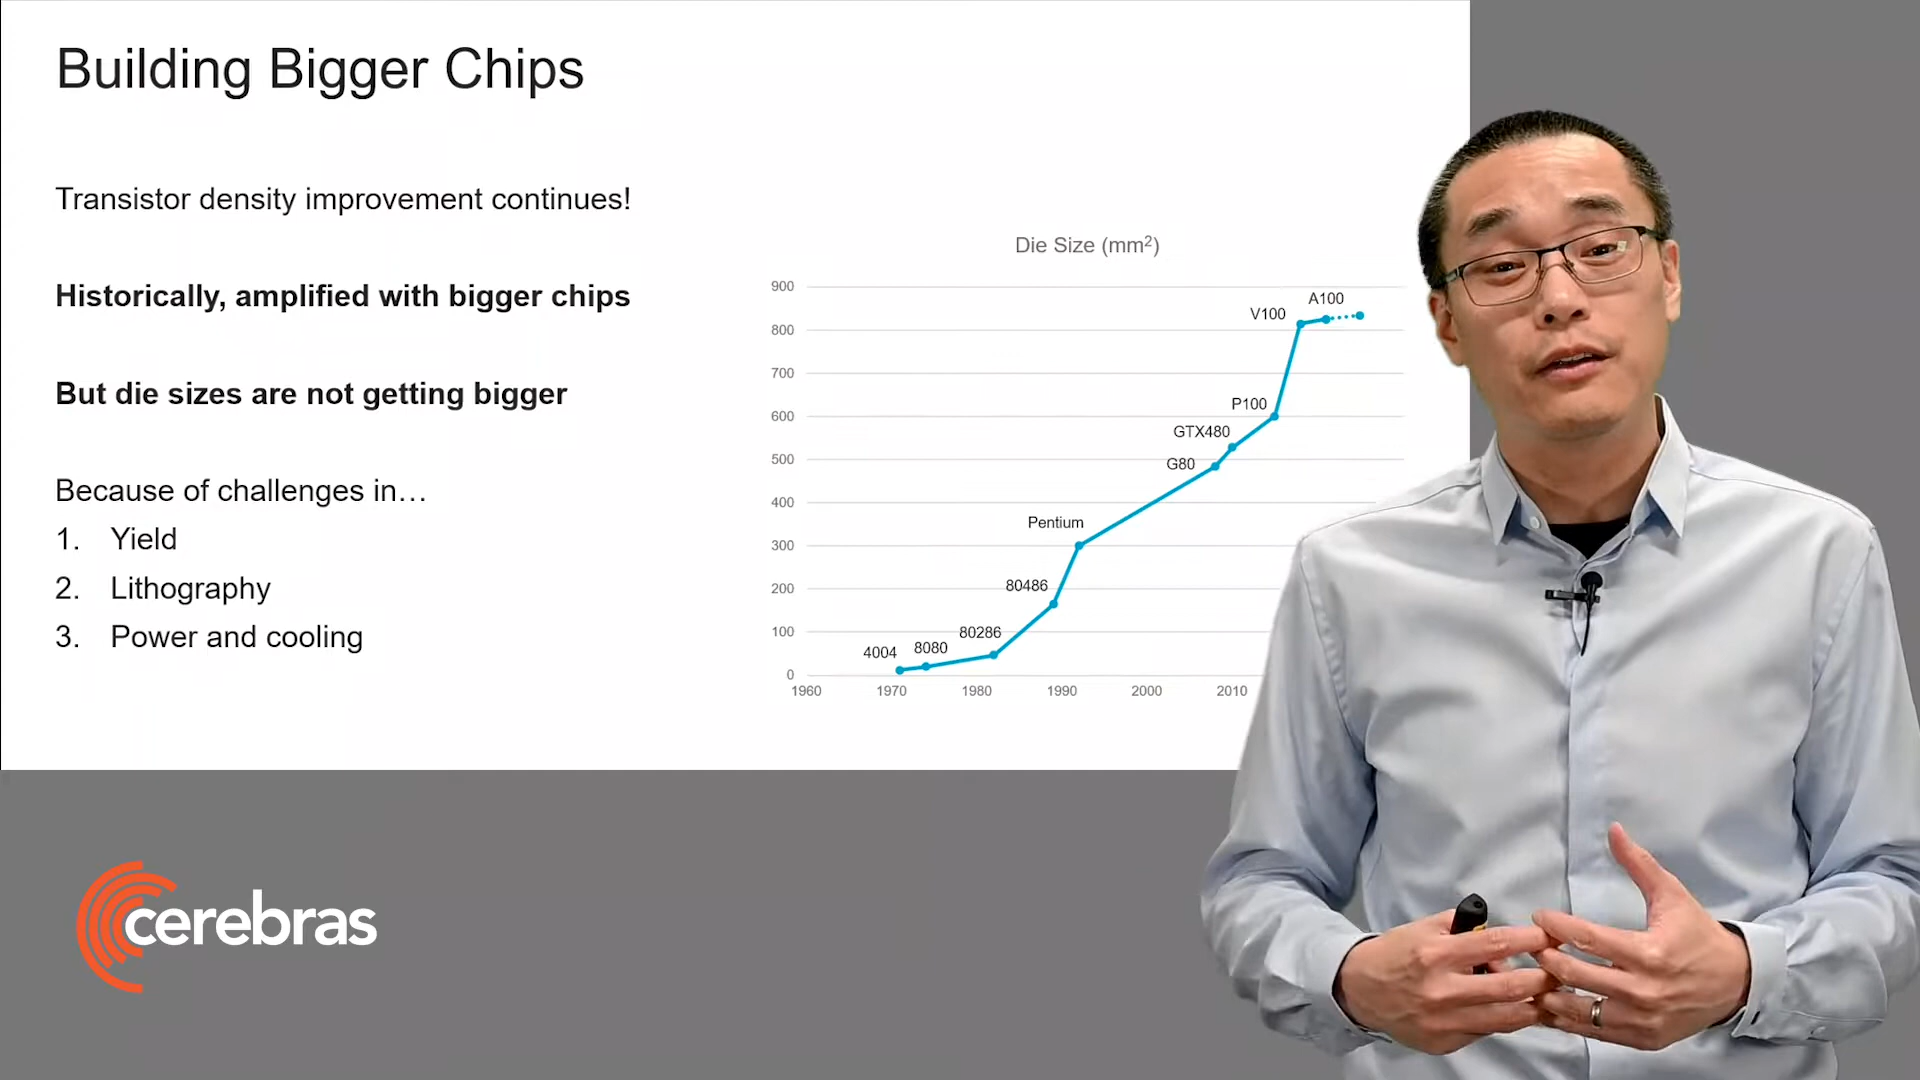 Building Bigger Chips
Transistor density improvement continues!
Historically, amplified with bigger chips
But die sizes are not getting bigger
Because of challenges in…
1. Yield
2. Lithography
3. Power and cooling
Die Size (mm²)
900
800
700
600
500
400
300
200
100
0
1960
1970
1980
1990
2000
2010
4004
8080
80286
80486
Pentium
G80
GTX480
P100
V100
A100
cerebras